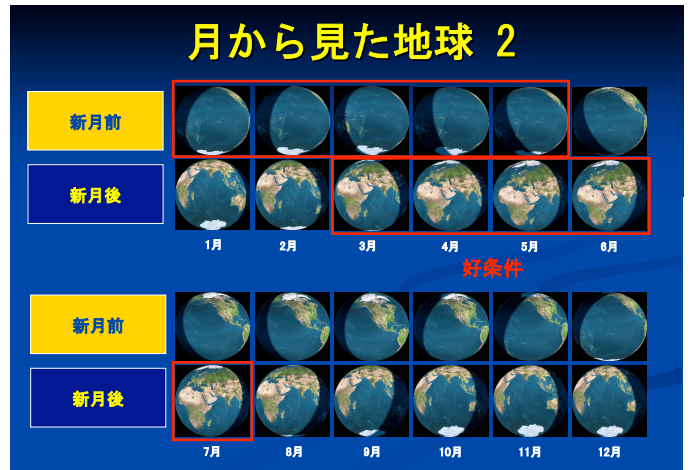 月から見た地球 2
新月前
新月後
1月 2月 3月 4月 5月 6月
好条件
新月前
新月後
7月 8月 9月 10月 11月 12月